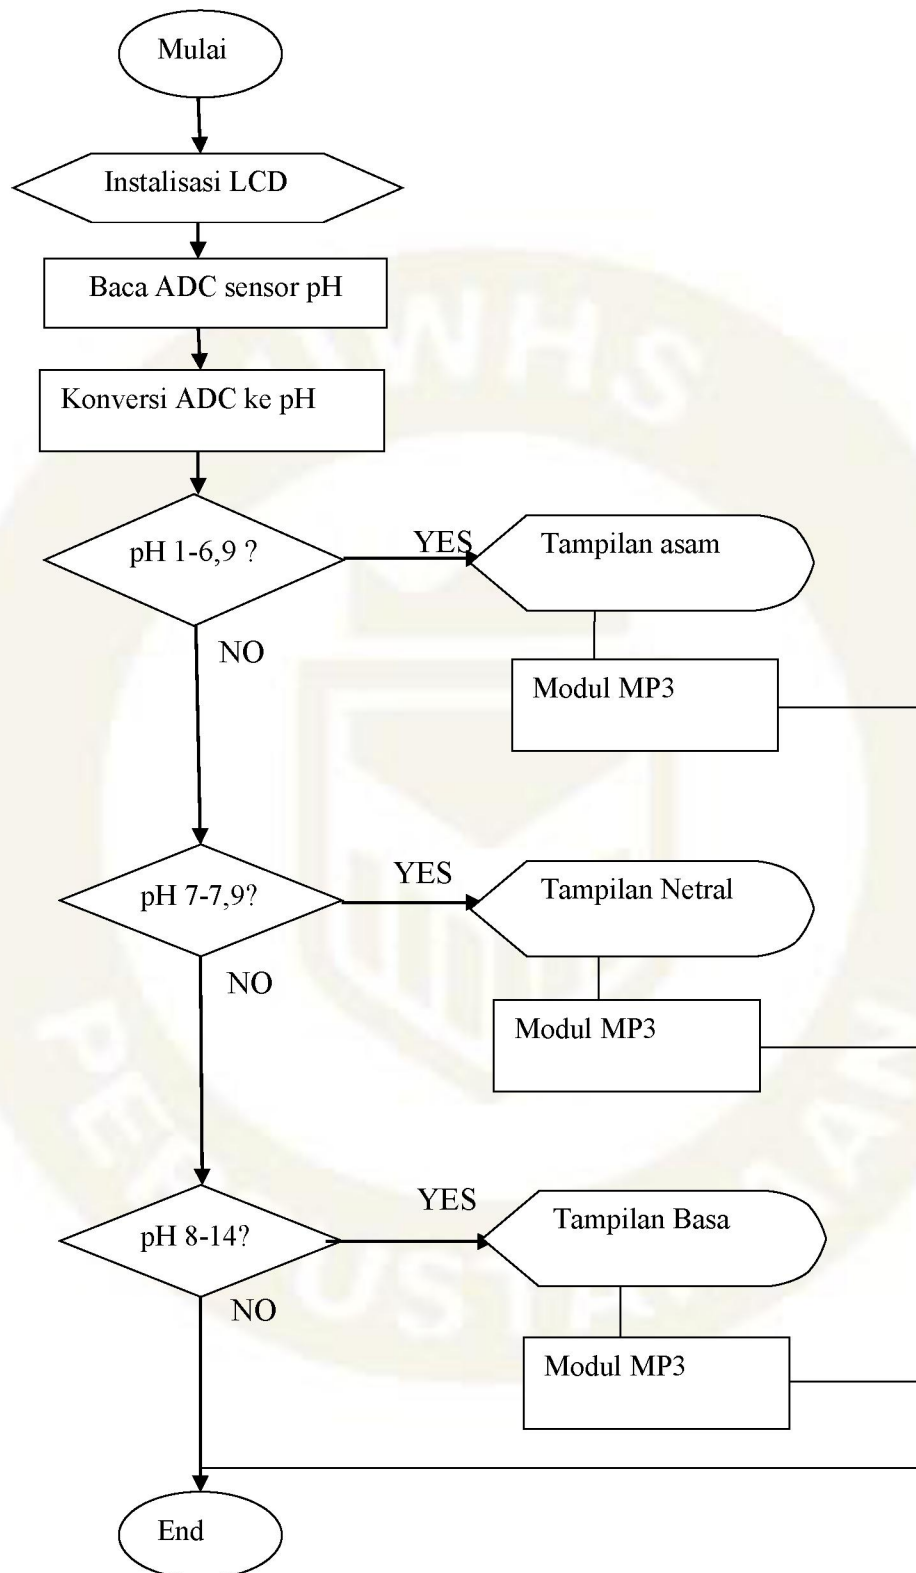 Mulai
Instalisasi LCD
Baca ADC sensor pH
Konversi ADC ke pH
pH 1-6,9 ?
YES
Tampilan asam
NO
Modul MP3
pH 7-7,9?
YES
Tampilan Netral
NO
Modul MP3
pH 8-14?
YES
Tampilan Basa
NO
Modul MP3
End